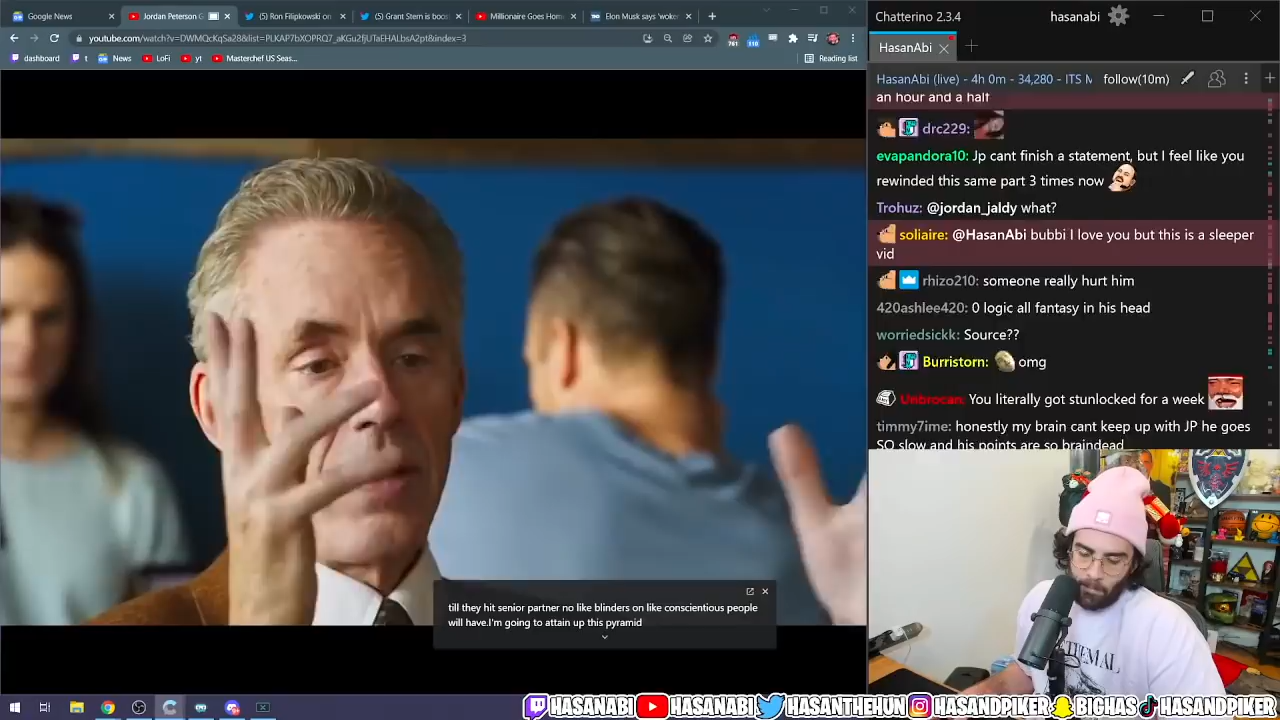 Google News
Jordan Peterson G
(5) Ron Filipkowski on
(5) Grant Stern is boos
Millionaire Goes Hom
Elon Musk says 'woken
youtube.com/watch?v=DWMQcKqSa28&list=PLKAP7bXOPRQ7_aKGu2fjUTaEHALbsA2pt&index=3
dashboard
t
News
LoFi
yt
Masterchef US Seas...
Reading list
till they hit senior partner no like blinders on like conscientious people
will have.I'm going to attain up this pyramid
Chatterino 2.3.4
hasanabi
HasanAbi
HasanAbi (live) - 4h 0m - 34,280 - ITS M
follow(10m)
an hour and a half
drc229:
evapandora10: Jp cant finish a statement, but I feel like you
rewinded this same part 3 times now
Trohuz: @jordan_jaldy what?
soliaire: @HasanAbi bubbi I love you but this is a sleeper
vid
rhizo210: someone really hurt him
420ashlee420: 0 logic all fantasy in his head
worriedsickk: Source??
Burristorn: omg
Unbrocan: You literally got stunlocked for a week
timmy7ime: honestly my brain cant keep up with JP he goes
SO slow and his points are so braindead
HASANABI HASANABI HASANTHEHUN HASANDPIKER BIGHAS HASANDPIKER